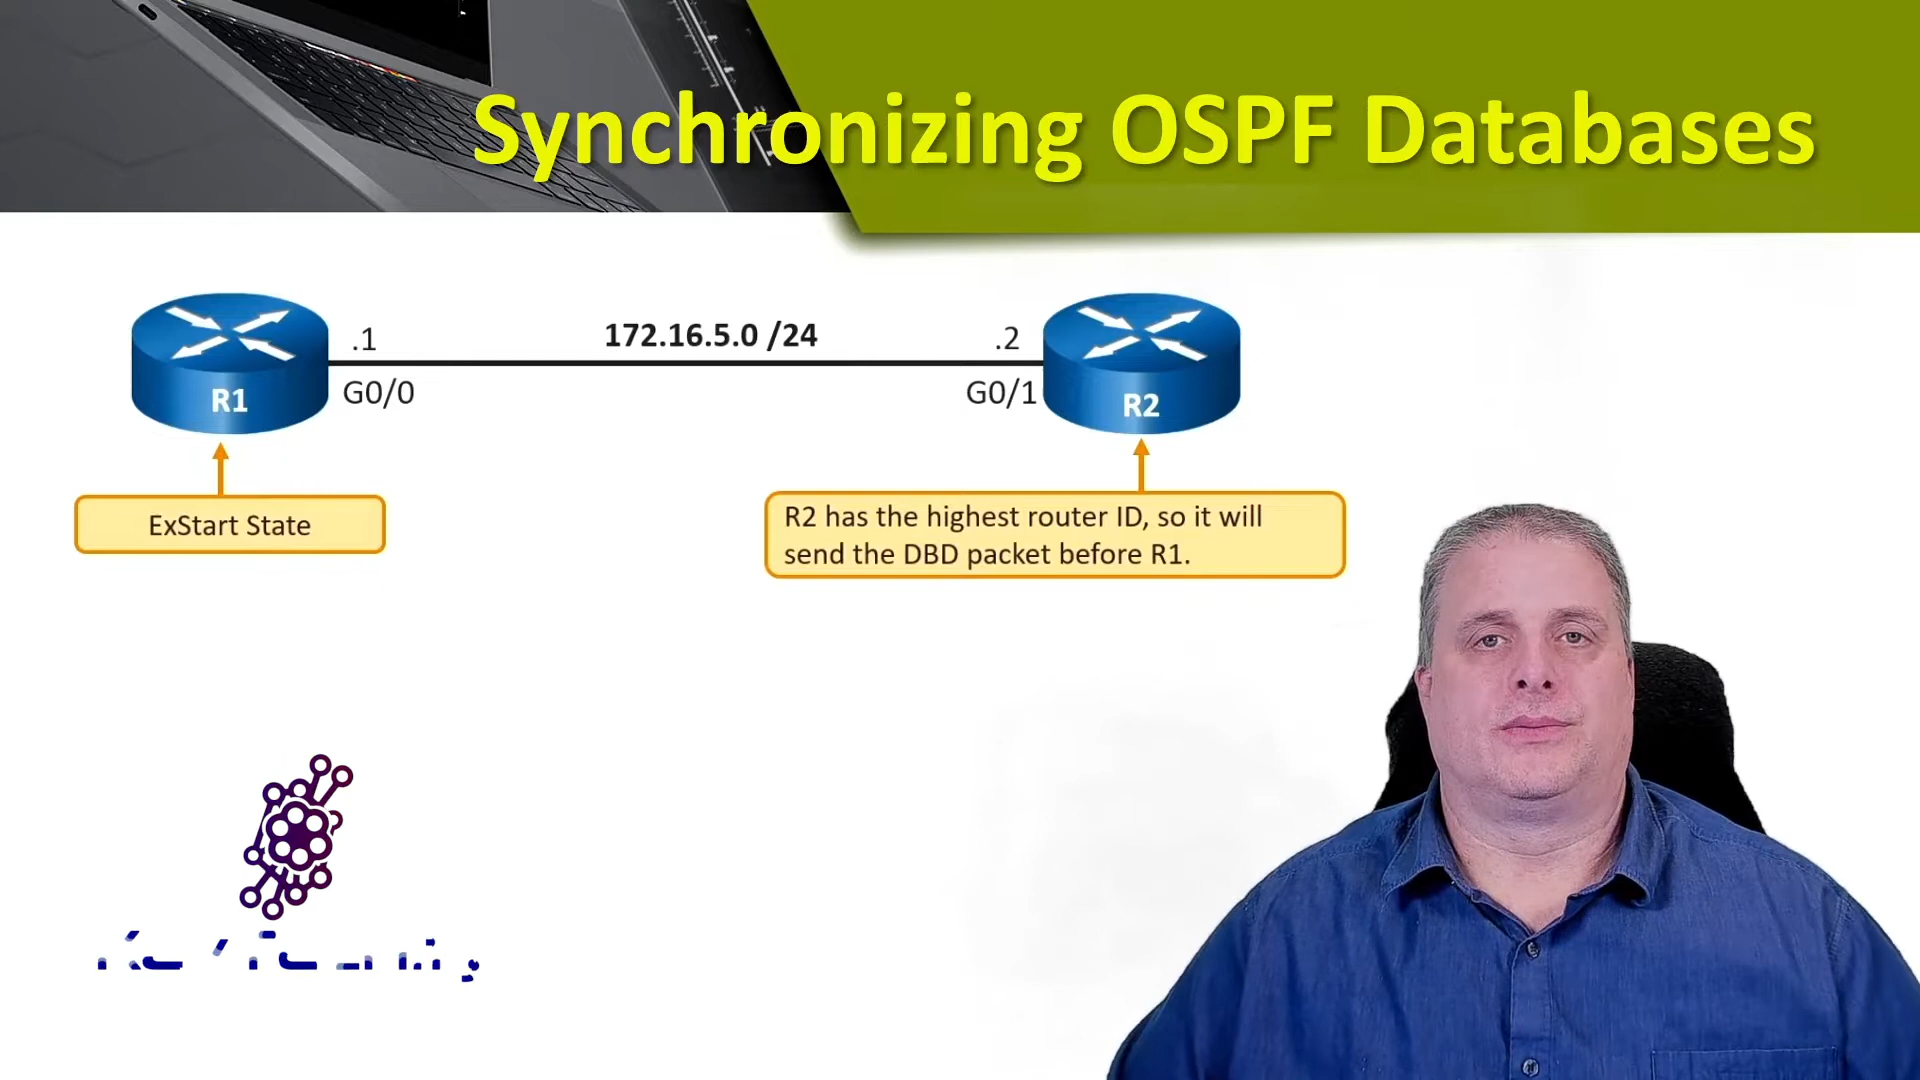 Synchronizing OSPF Databases
.1
172.16.5.0 /24
.2
G0/0
G0/1
R1
R2
ExStart State
R2 has the highest router ID, so it will
send the DBD packet before R1.